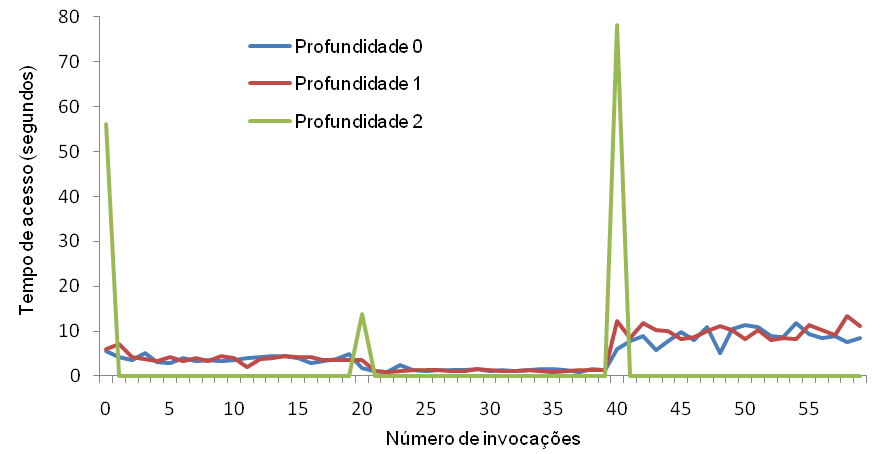 80
70
60
50
40
30
20
10
0
Tempo de acesso (segundos)
Profundidade 0
Profundidade 1
Profundidade 2
0 5 10 15 20 25 30 35 40 45 50 55
Número de invocações